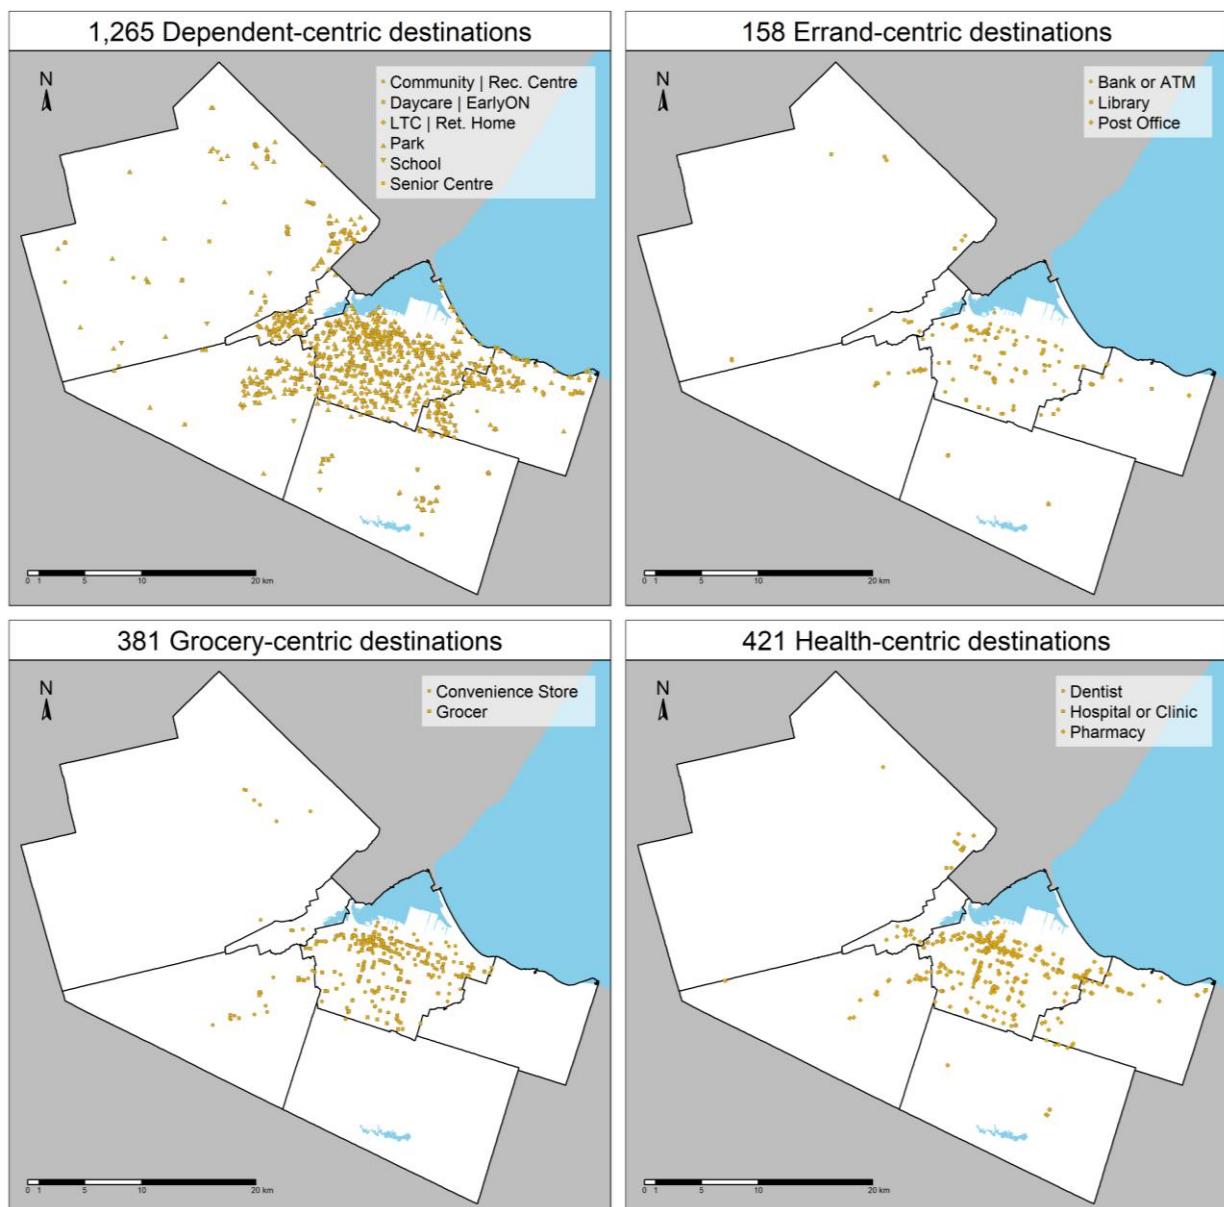 1,265 Dependent-centric destinations
N
Community | Rec. Centre
Daycare | EarlyON
LTC | Ret. Home
Park
School
Senior Centre
0 1 5 10 20 km
158 Errand-centric destinations
N
Bank or ATM
Library
Post Office
0 1 5 10 20 km
381 Grocery-centric destinations
N
Convenience Store
Grocer
0 1 5 10 20 km
421 Health-centric destinations
N
Dentist
Hospital or Clinic
Pharmacy
0 1 5 10 20 km